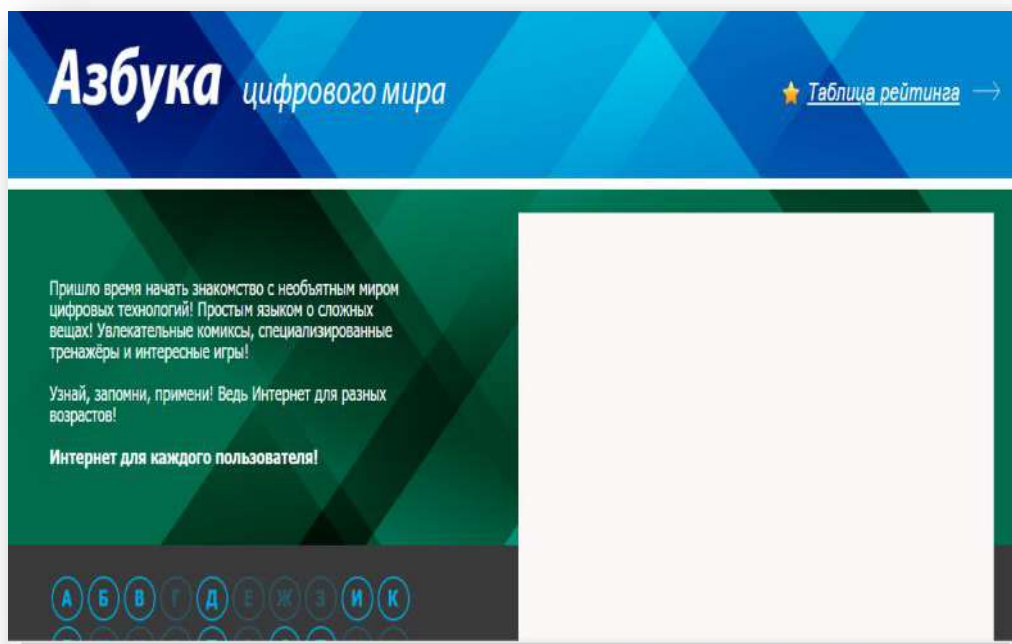 Азбука цифрового мира
Таблица рейтинга
Пришло время начать знакомство с необъятным миром
цифровых технологий! Простым языком о сложных
вещах! Увлекательные комиксы, специализированные
тренажёры и интересные игры!
Узнай, запомни, примени! Ведь Интернет для разных
возрастов!
Интернет для каждого пользователя!
А Б В Г Д Е Ж З И К